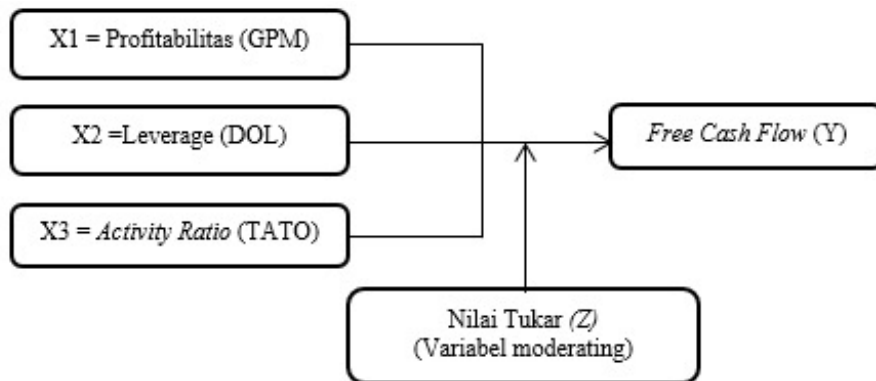 X1 = Profitabilitas (GPM)
X2 =Leverage (DOL)
Free Cash Flow (Y)
X3 = Activity Ratio (TATO)
Nilai Tukar (Z)
(Variabel moderating)